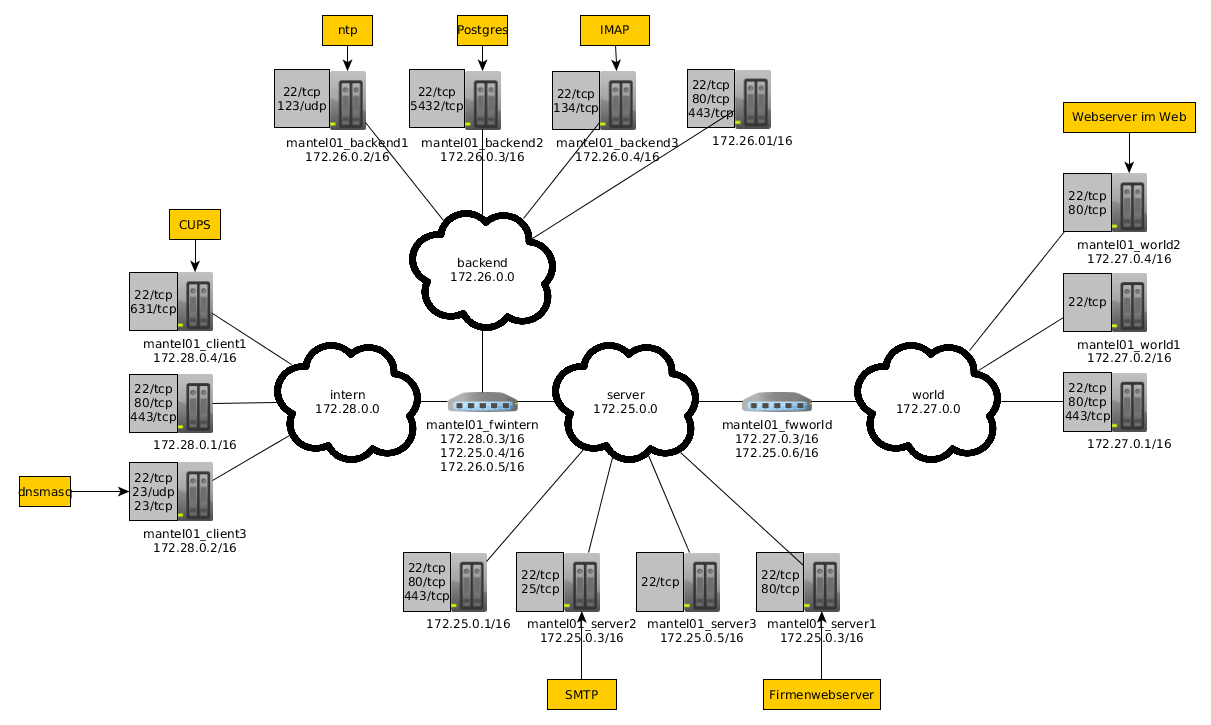 ntp
Postgres
IMAP
22/tcp
123/udp
22/tcp
5432/tcp
22/tcp
134/tcp
22/tcp
80/tcp
443/tcp
mantel01_backend1
172.26.0.2/16
mantel01_backend2
172.26.0.3/16
mantel01_backend3
172.26.0.4/16
172.26.01/16
Webserver im Web
22/tcp
80/tcp
mantel01_world2
172.27.0.4/16
CUPS
backend
172.26.0.0
22/tcp
631/tcp
mantel01_client1
172.28.0.4/16
22/tcp
mantel01_world1
172.27.0.2/16
22/tcp
80/tcp
443/tcp
172.28.0.1/16
intern
172.28.0.0
mantel01_fwintern
172.28.0.3/16
172.25.0.4/16
172.26.0.5/16
server
172.25.0.0
mantel01_fwworld
172.27.0.3/16
172.25.0.6/16
world
172.27.0.0
22/tcp
80/tcp
443/tcp
172.27.0.1/16
dnsmasq
22/tcp
23/udp
23/tcp
mantel01_client3
172.28.0.2/16
22/tcp
80/tcp
443/tcp
172.25.0.1/16
22/tcp
25/tcp
mantel01_server2
172.25.0.3/16
22/tcp
mantel01_server3
172.25.0.5/16
22/tcp
80/tcp
mantel01_server1
172.25.0.3/16
SMTP
Firmenwebserver